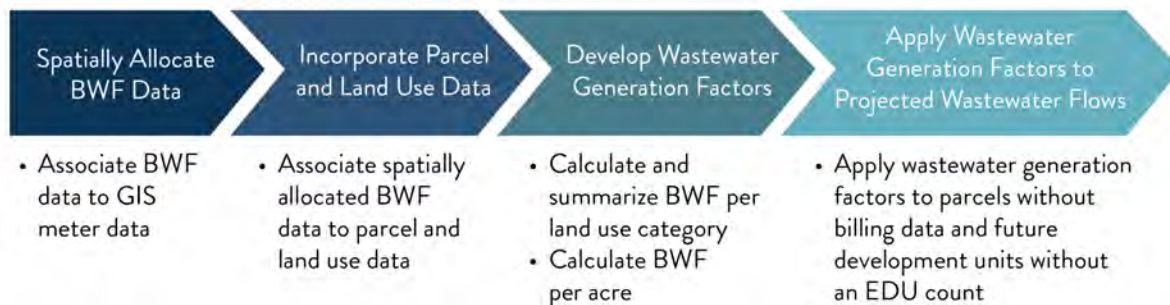 Spatially Allocate
BWF Data
Incorporate Parcel
and Land Use Data
Develop Wastewater
Generation Factors
Apply Wastewater
Generation Factors to
Projected Wastewater Flows
• Associate BWF
data to GIS
meter data
• Associate spatially
allocated BWF
data to parcel and
land use data
• Calculate and
summarize BWF per
land use category
• Calculate BWF
per acre
• Apply wastewater generation
factors to parcels without
billing data and future
development units without
an EDU count